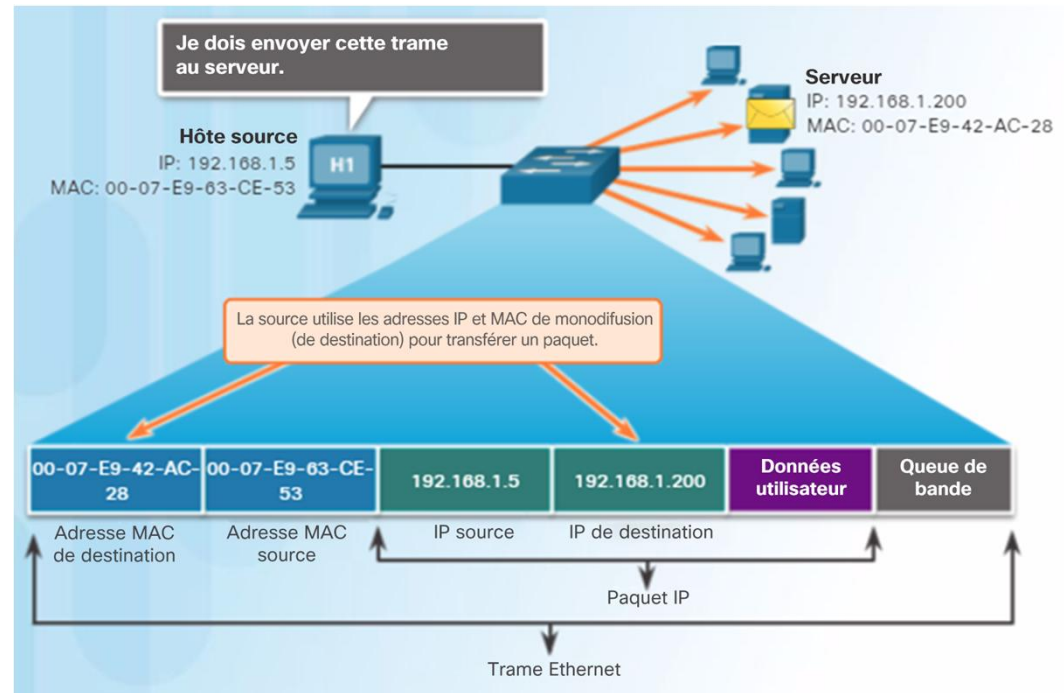 Je dois envoyer cette trame
au serveur.
Serveur
IP: 192.168.1.200
MAC: 00-07-E9-42-AC-28
Hôte source
IP: 192.168.1.5
MAC: 00-07-E9-63-CE-53
H1
La source utilise les adresses IP et MAC de monodifusion
(de destination) pour transférer un paquet.
00-07-E9-42-AC-
28
00-07-E9-63-CE-
53
192.168.1.5
192.168.1.200
Données
utilisateur
Queue de
bande
Adresse MAC
de destination
Adresse MAC
source
IP source
IP de destination
Paquet IP
Trame Ethernet